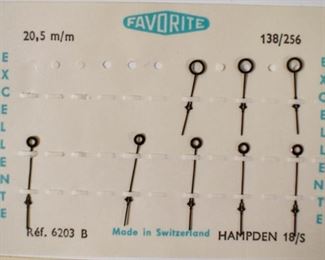 FAVORITE
20,5 m/m
138/256
EXCELLENTE
EXCELLENTE
Réf. 6203 B
Made in Switzerland
HAMPDEN 18/S